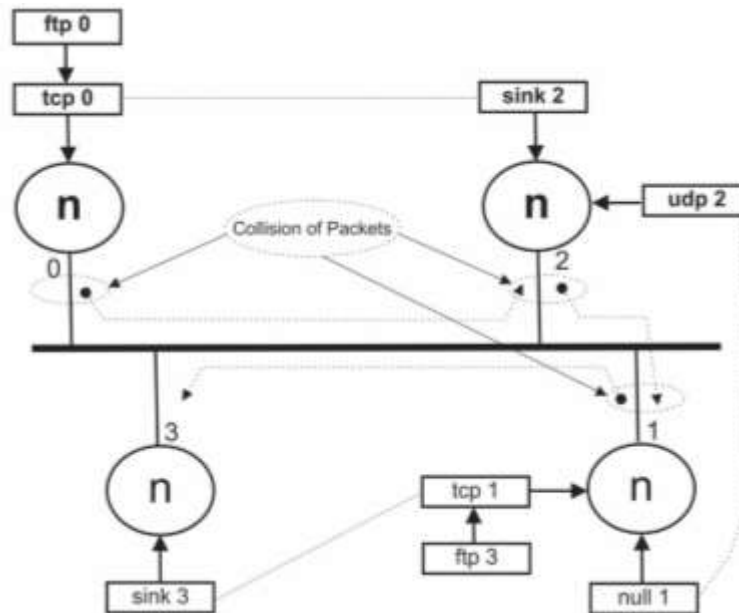 ftp 0
tcp 0
sink 2
n
n
udp 2
Collision of Packets
0
2
3
1
n
n
tcp 1
ftp 3
sink 3
null 1